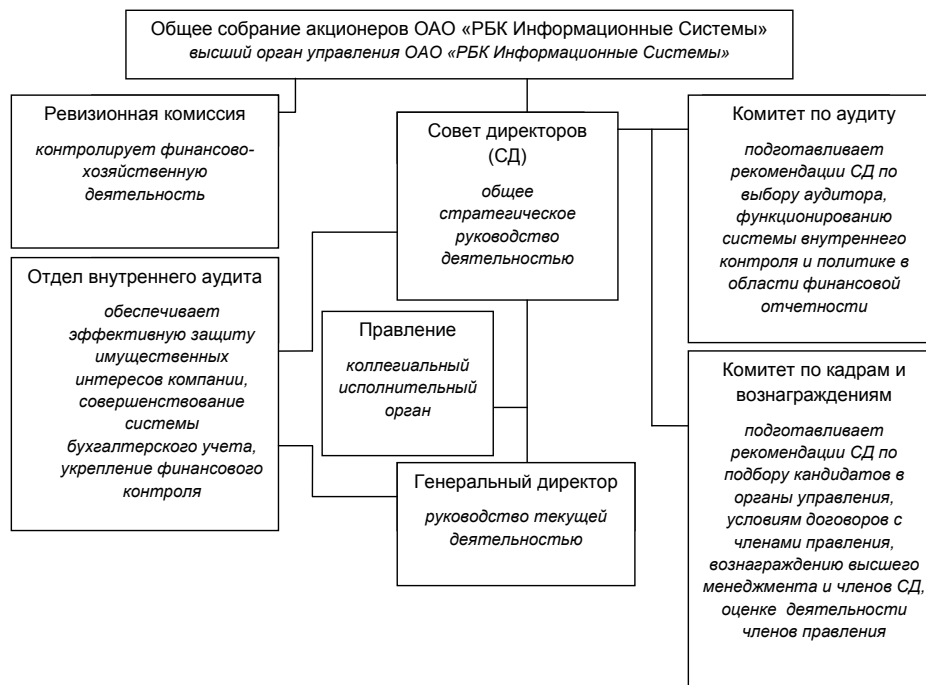 Общее собрание акционеров ОАО «РБК Информационные Системы»
высший орган управления ОАО «РБК Информационные Системы»
Ревизионная комиссия
контролирует финансово-
хозяйственную
деятельность
Совет директоров
(СД)
общее
стратегическое
руководство
деятельностью
Комитет по аудиту
подготавливает
рекомендации СД по
выбору аудитора,
функционированию
системы внутреннего
контроля и политике в
области финансовой
отчетности
Отдел внутреннего аудита
обеспечивает
эффективную защиту
имущественных
интересов компании,
совершенствование
системы
бухгалтерского учета,
укрепление финансового
контроля
Правление
коллегиальный
исполнительный
орган
Комитет по кадрам и
вознаграждениям
подготавливает
рекомендации СД по
подбору кандидатов в
органы управления,
условиям договоров с
членами правления,
вознаграждению высшего
менеджмента и членов СД,
оценке деятельности
членов правления
Генеральный директор
руководство текущей
деятельностью